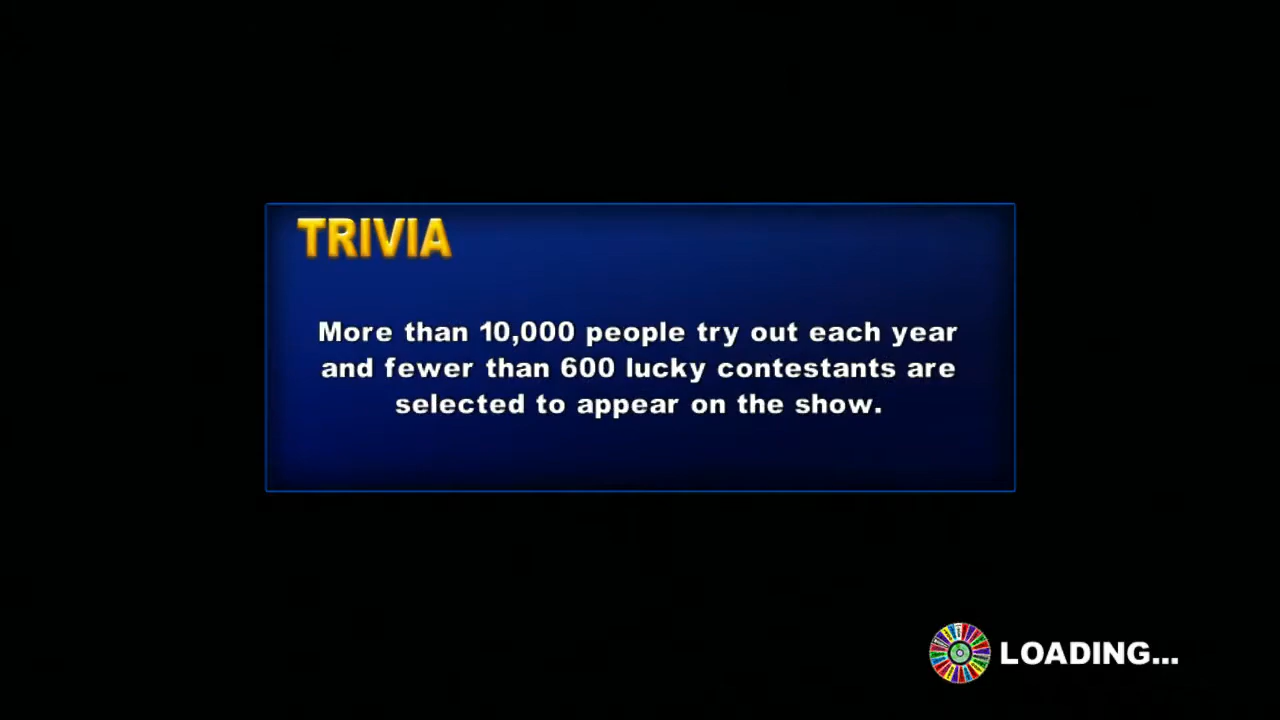 TRIVIA
More than 10,000 people try out each year
and fewer than 600 lucky contestants are
selected to appear on the show.
LOADING...